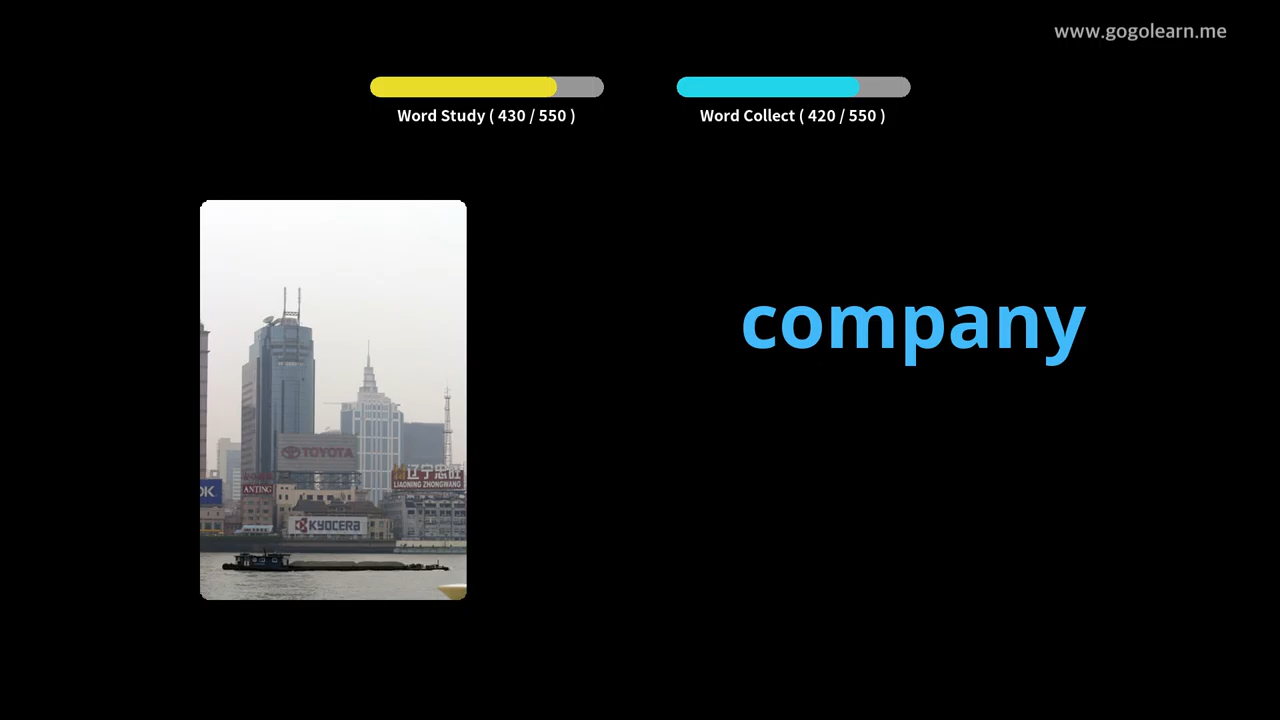 www.gogolearn.me
Word Study ( 430 / 550 )
Word Collect ( 420 / 550 )
company
TOYOTA
辽宁忠旺
LIAONING ZHONGWANG
ANTING
OK
KYOCERA